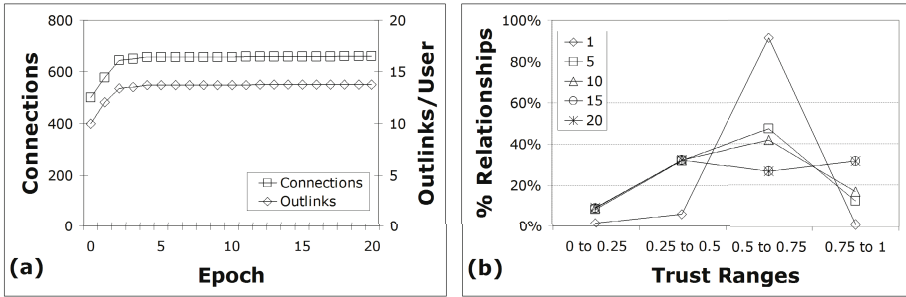 800
600
400
200
0
Connections
20
15
10
5
0
Outlinks/User
Connections
Outlinks
0
5
10
15
20
Epoch
(a)
100%
80%
60%
40%
20%
0%
% Relationships
1
5
10
15
20
0 to 0.25
0.25 to 0.5
0.5 to 0.75
0.75 to 1
Trust Ranges
(b)